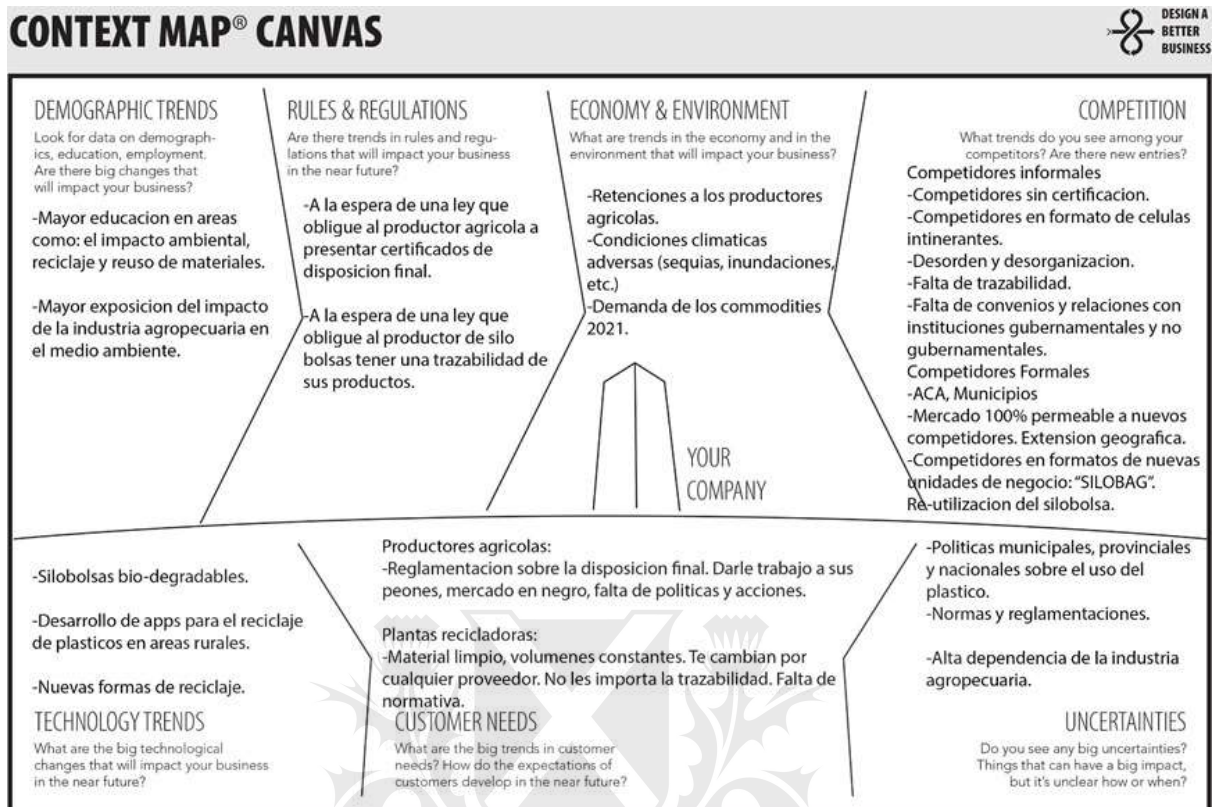 CONTEXT MAP® CANVAS
DESIGN A
BETTER
BUSINESS
DEMOGRAPHIC TRENDS
Look for data on demograph-
ics, education, employment.
Are there big changes that
will impact your business?
-Mayor educacion en areas
como: el impacto ambiental,
reciclaje y reuso de materiales.
-Mayor exposicion del impacto
de la industria agropecuaria en
el medio ambiente.
RULES & REGULATIONS
Are there trends in rules and regu-
lations that will impact your business
in the near future?
-A la espera de una ley que
obligue al productor agricola a
presentar certificados de
disposicion final.
-A la espera de una ley que
obligue al productor de silo
bolsas tener una trazabilidad de
sus productos.
ECONOMY & ENVIRONMENT
What are trends in the economy and in the
environment that will impact your business?
-Retenciones a los productores
agricolas.
-Condiciones climaticas
adversas (sequias, inundaciones,
etc.)
-Demanda de los commodities
2021.
YOUR
COMPANY
COMPETITION
What trends do you see among your
competitors? Are there new entries?
Competidores informales
-Competidores sin certificacion.
-Competidores en formato de celulas
intinerantes.
-Desorden y desorganizacion.
-Falta de trazabilidad.
-Falta de convenios y relaciones con
instituciones gubernamentales y no
gubernamentales.
Competidores Formales
-ACA, Municipios
-Mercado 100% permeable a nuevos
competidores. Extension geografica.
-Competidores en formatos de nuevas
unidades de negocio: "SILOBAG".
Re-utilizacion del silobolsa.
-Silobolsas bio-degradables.
-Desarrollo de apps para el reciclaje
de plasticos en areas rurales.
-Nuevas formas de reciclaje.
TECHNOLOGY TRENDS
What are the big technological
changes that will impact your business
in the near future?
Productores agricolas:
-Reglamentacion sobre la disposicion final. Darle trabajo a sus
peones, mercado en negro, falta de politicas y acciones.
Plantas recicladoras:
-Material limpio, volumenes constantes. Te cambian por
cualquier proveedor. No les importa la trazabilidad. Falta de
normativa.
CUSTOMER NEEDS
What are the big trends in customer
needs? How do the expectations of
customers develop in the near future?
-Politicas municipales, provinciales
y nacionales sobre el uso del
plastico.
-Normas y reglamentaciones.
-Alta dependencia de la industria
agropecuaria.
UNCERTAINTIES
Do you see any big uncertainties?
Things that can have a big impact,
but it's unclear how or when?